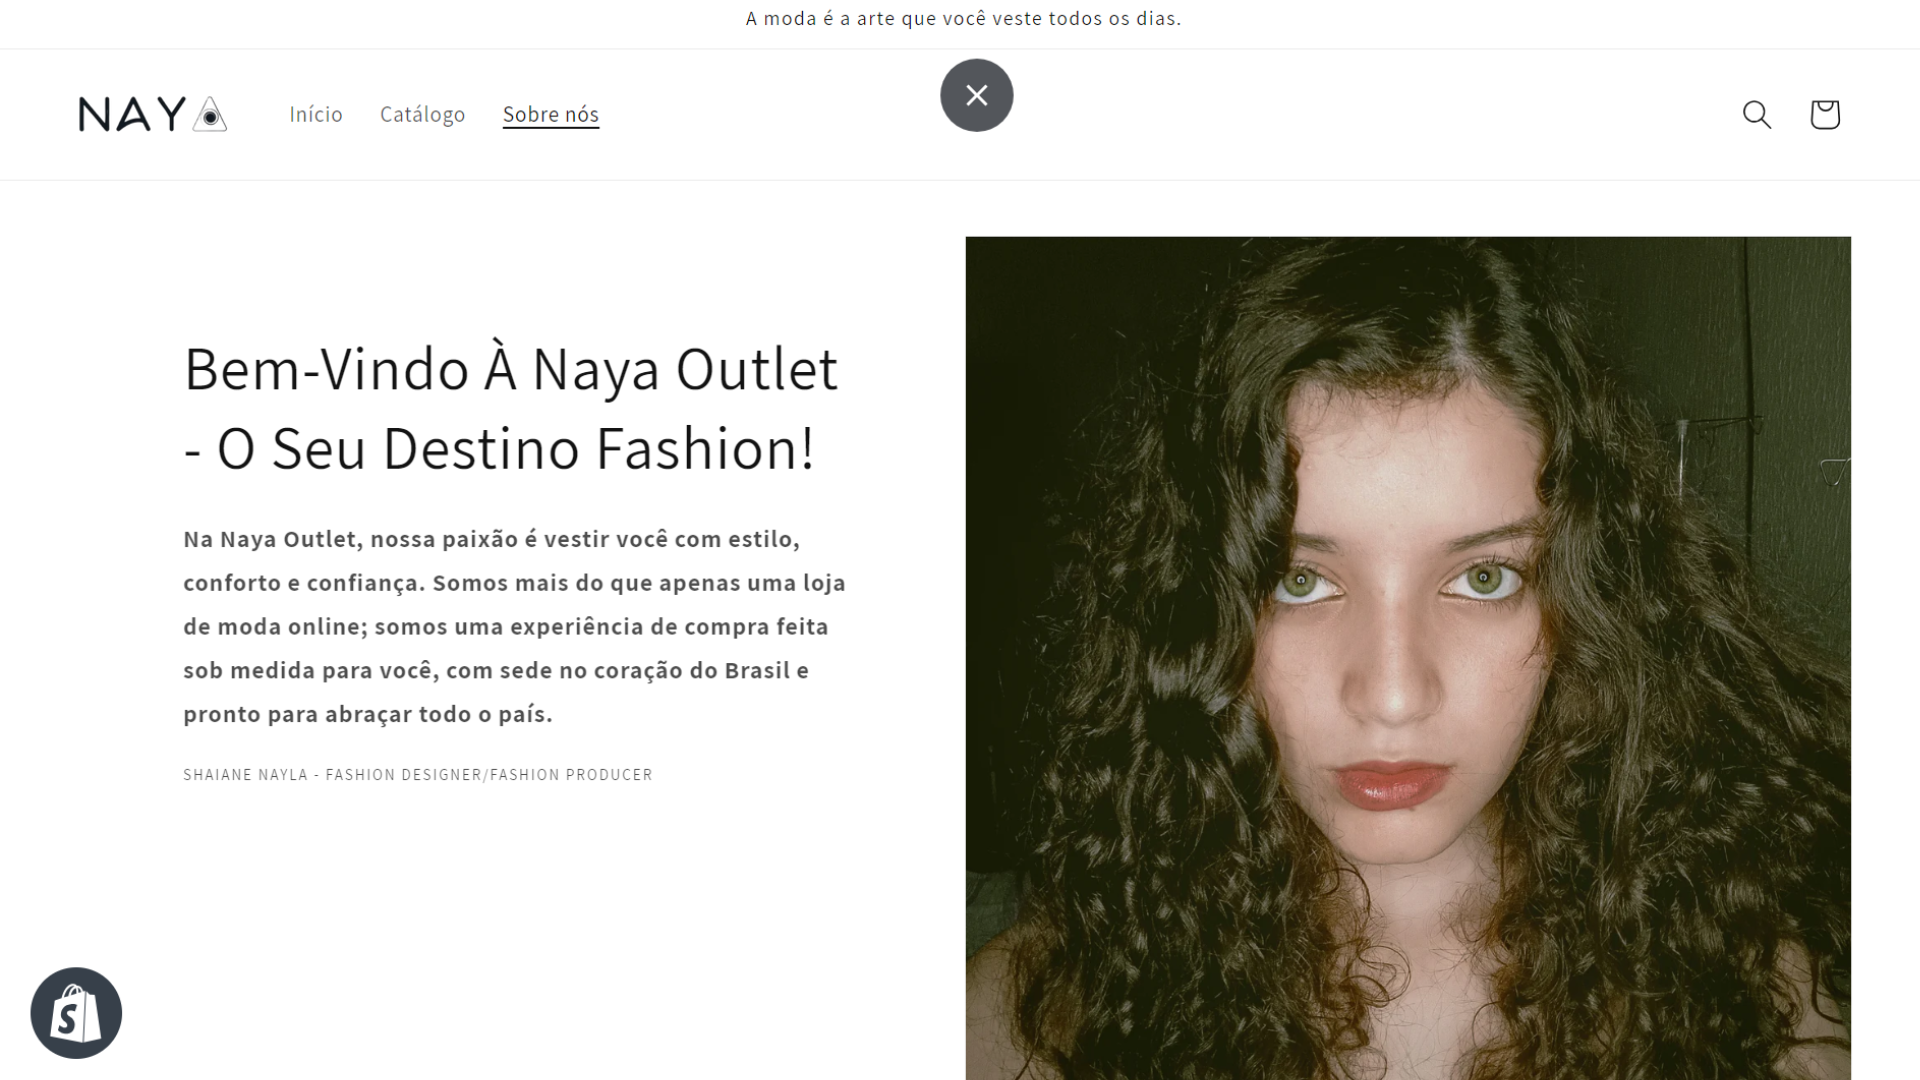 A moda é a arte que você veste todos os dias.
NAYA
Início
Catálogo
Sobre nós
Bem-Vindo À Naya Outlet
- O Seu Destino Fashion!
Na Naya Outlet, nossa paixão é vestir você com estilo,
conforto e confiança. Somos mais do que apenas uma loja
de moda online; somos uma experiência de compra feita
sob medida para você, com sede no coração do Brasil e
pronto para abraçar todo o país.
SHAIANE NAYLA - FASHION DESIGNER/FASHION PRODUCER
S